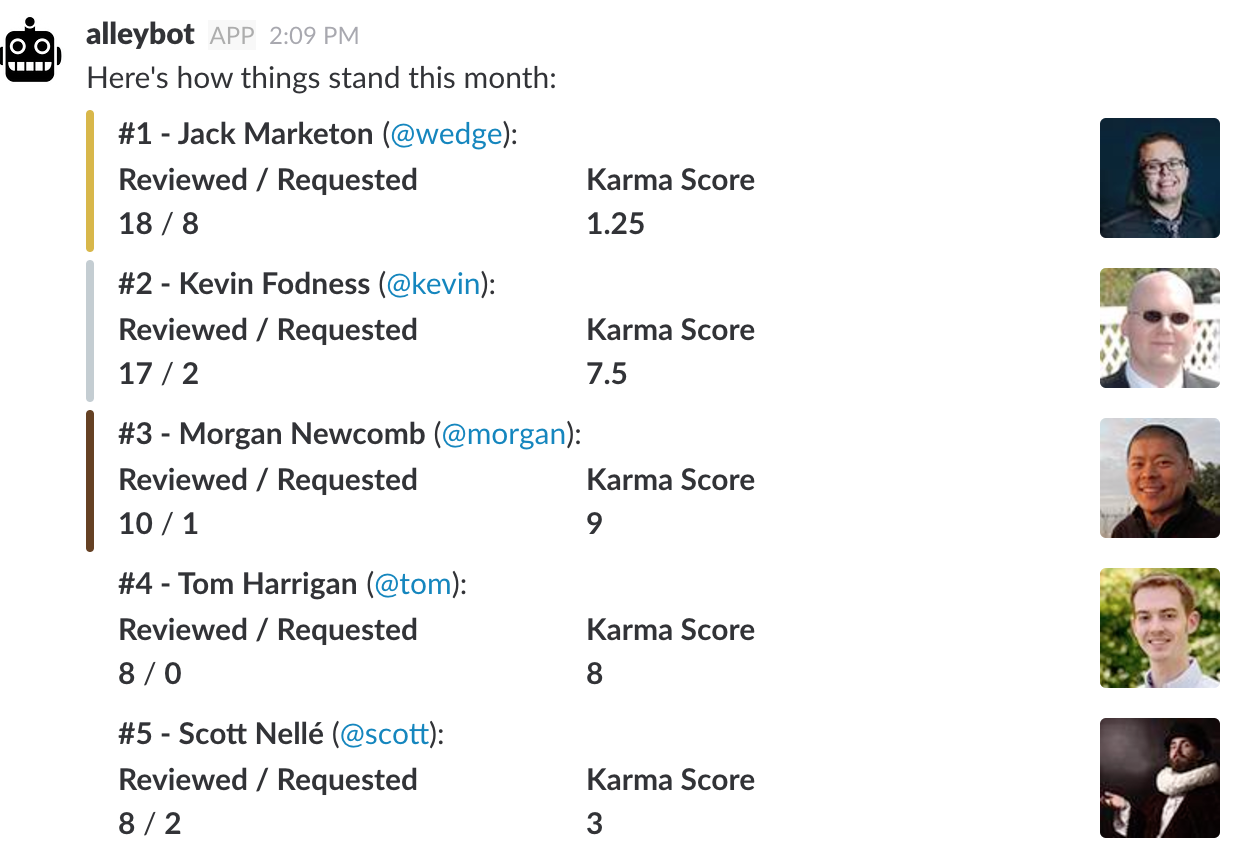 alleybot APP 2:09 PM
Here's how things stand this month:
#1 - Jack Marketon (@wedge):
Reviewed / Requested Karma Score
18 / 8 1.25
#2 - Kevin Fodness (@kevin):
Reviewed / Requested Karma Score
17 / 2 7.5
#3 - Morgan Newcomb (@morgan):
Reviewed / Requested Karma Score
10 / 1 9
#4 - Tom Harrigan (@tom):
Reviewed / Requested Karma Score
8 / 0 8
#5 - Scott Nellé (@scott):
Reviewed / Requested Karma Score
8 / 2 3